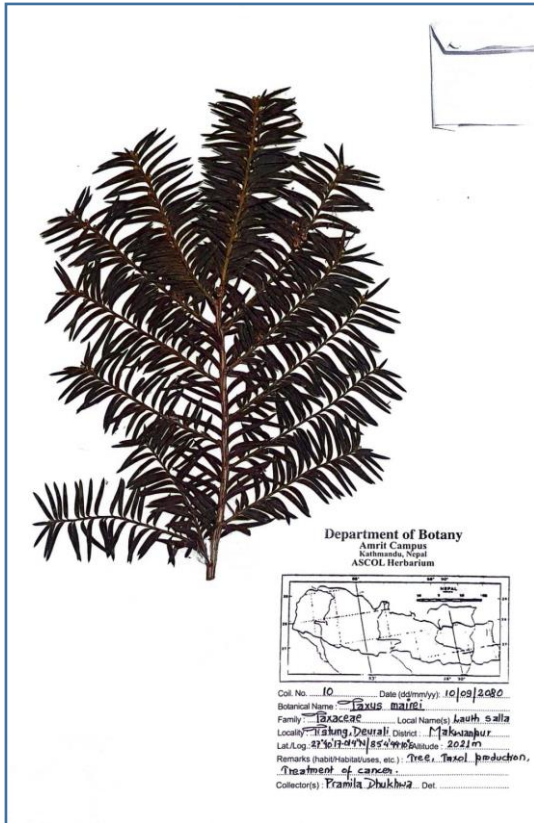 Department of Botany
Amrit Campus
Kathmandu, Nepal
ASCOL Herbarium
NEPAL
Coll. No. 10 Date (dd/mm/yy): 10/09/2080
Botanical Name: Taxus mairei
Family: Taxaceae Local Name(s) Lauth salla
Locality Tistung, Deurali District: Makwanpur
Lat./Log: Altitude: 2021m
Remarks (habit/Habitat/uses, etc.): Tree, Taxol production,
Treatment of cancer.
Collector(s): Pramila Dhukhwa Det.